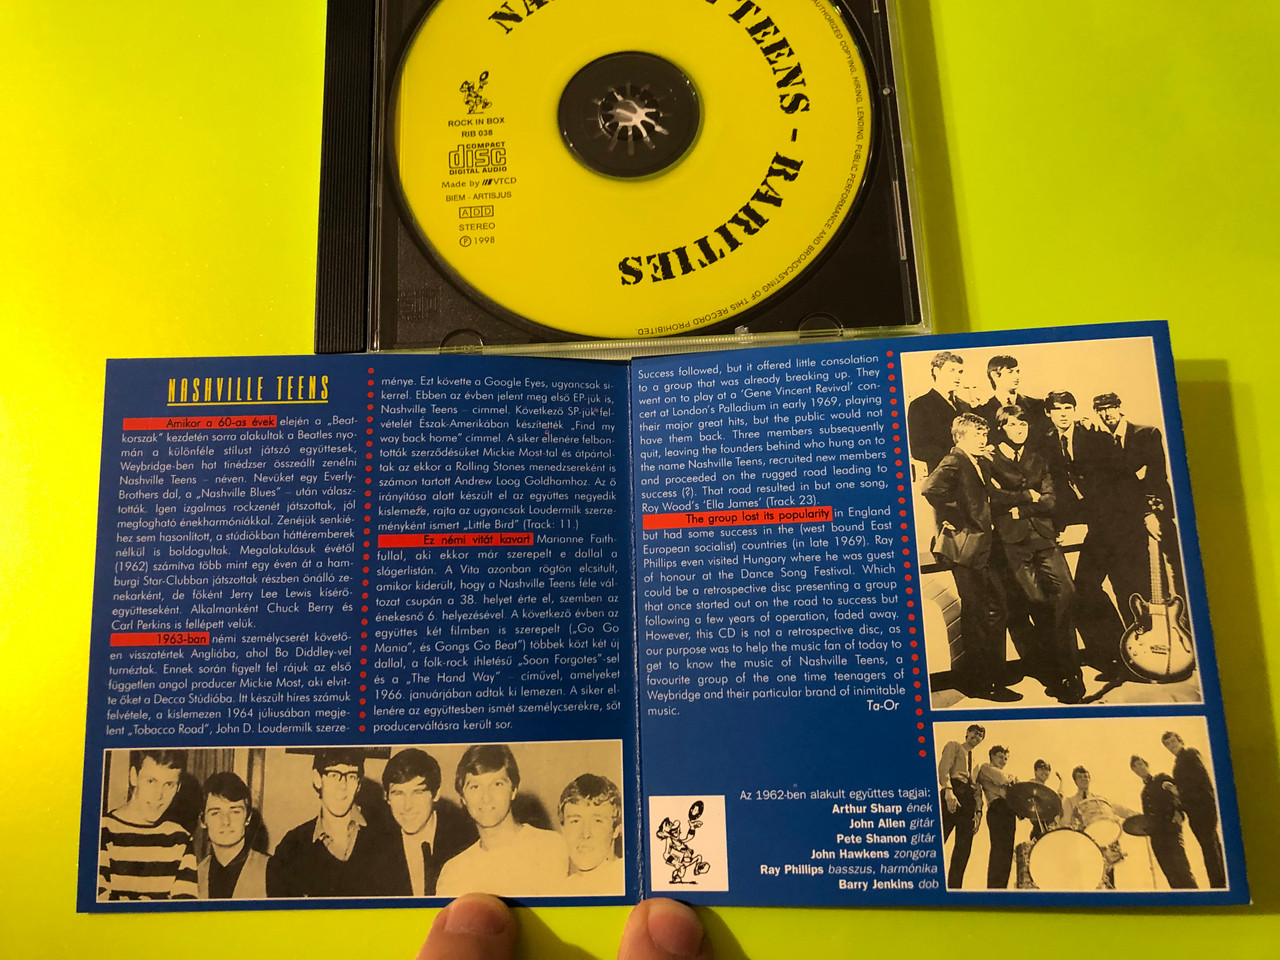 TEENS - RARITIES
AUTHORIZED COPYING, HIRING, LENDING, PUBLIC PERFORMANCE AND BROADCASTING OF THIS RECORD PROHIBITED.
ROCK IN BOX
RIB 038
COMPACT
disc
DIGITAL AUDIO
Made by VTCD
BIEM - ARTISJUS
ADD
STEREO
℗ 1998
NASHVILLE TEENS
Amikor a 60-as évek elején a „Beat-
korszak" kezdetén sorra alakultak a Beatles nyo-
mán a különféle stílust játszó együttesek,
Weybridge-ben hat tinédzser összeállt zenélni
Nashville Teens – néven. Nevüket egy Everly-
Brothers dal, a „Nashville Blues" – után válasz-
tották. Igen izgalmas rockzenét játszottak, jól
megfogható énekharmóniákkal. Zenéjük senkié-
hez sem hasonlított, a stúdiókban háttéremberek
nélkül is boldogultak. Megalakulásuk évétől
(1962) számítva több mint egy éven át a ham-
burgi Star-Clubban játszottak részben önálló ze-
nekarként, de főként Jerry Lee Lewis kísérő-
együtteseként. Alkalmanként Chuck Berry és
Carl Perkins is fellépett velük.
1963-ban némi személycserét követő-
en visszatértek Angliába, ahol Bo Diddley-vel
turnéztak. Ennek során figyelt fel rájuk az első
független angol producer Mickie Most, aki elvit-
te őket a Decca Stúdióba. Itt készült híres számuk
felvétele, a kislemezen 1964 júliusában megje-
lent „Tobacco Road", John D. Loudermilk szerze-
ménye. Ezt követte a Google Eyes, ugyancsak si-
kerrel. Ebben az évben jelent meg első EP-jük is,
Nashville Teens – címmel. Következő SP-jük fel-
vételét Észak-Amerikában készítették „Find my
way back home" címmel. A siker ellenére felbon-
tották szerződésüket Mickie Most-tal és átpártol-
tak az ekkor a Rolling Stones menedzsereként is
számon tartott Andrew Loog Goldhamhoz. Az ő
irányítása alatt készült el az együttes negyedik
kislemeze, rajta az ugyancsak Loudermilk szerze-
ményként ismert „Little Bird" (Track: 11.)
Ez némi vitát kavart Marianne Faith-
fullal, aki ekkor már szerepelt e dallal a
slágerlistán. A Vita azonban rögtön elcsitult,
amikor kiderült, hogy a Nashville Teens féle vál-
tozat csupán a 38. helyet érte el, szemben az
énekesnő 6. helyezésével. A következő évben az
együttes két filmben is szerepelt („Go Go
Mania", és Gongs Go Beat") többek közt két új
dallal, a folk-rock ihletésű „Soon Forgotes"-sel
és a „The Hand Way" – cíművel, amelyeket
1966. januárjában adtak ki lemezen. A siker el-
lenére az együttesben ismét személycserékre, sőt
producerváltásra került sor.
Success followed, but it offered little consolation
to a group that was already breaking up. They
went on to play at a 'Gene Vincent Revival' con-
cert at London's Palladium in early 1969, playing
their major great hits, but the public would not
have them back. Three members subsequently
quit, leaving the founders behind who hung on to
the name Nashville Teens, recruited new members
and proceeded on the rugged road leading to
success (?). That road resulted in but one song,
Roy Wood's 'Ella James' (Track 23).
The group lost its popularity in England
but had some success in the (west bound East
European socialist) countries (in late 1969). Ray
Phillips even visited Hungary where he was guest
of honour at the Dance Song Festival. Which
could be a retrospective disc presenting a group
that once started out on the road to success but
following a few years of operation, faded away.
However, this CD is not a retrospective disc, as
our purpose was to help the music fan of today to
get to know the music of Nashville Teens, a
favourite group of the one time teenagers of
Weybridge and their particular brand of inimitable
music.
Ta-Or
Az 1962-ben alakult együttes tagjai:
Arthur Sharp ének
John Allen gitár
Pete Shanon gitár
John Hawkens zongora
Ray Phillips basszus, harmónika
Barry Jenkins dob